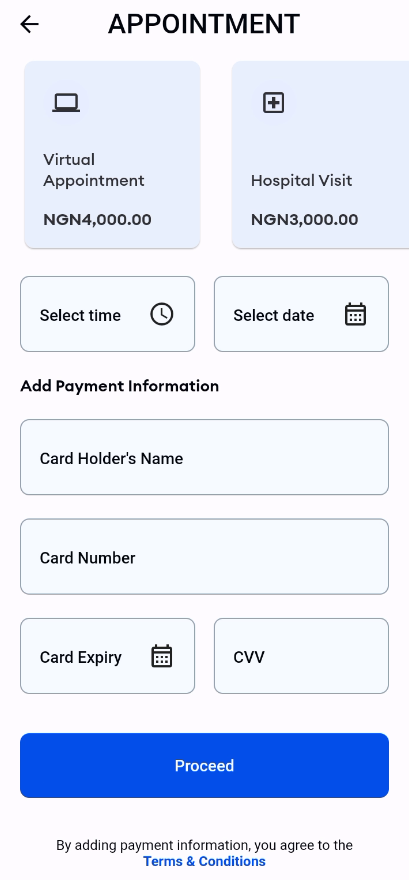 APPOINTMENT
Virtual
Appointment
NGN4,000.00
Hospital Visit
NGN3,000.00
Select time
Select date
Add Payment Information
Card Holder's Name
Card Number
Card Expiry
CVV
Proceed
By adding payment information, you agree to the
Terms & Conditions